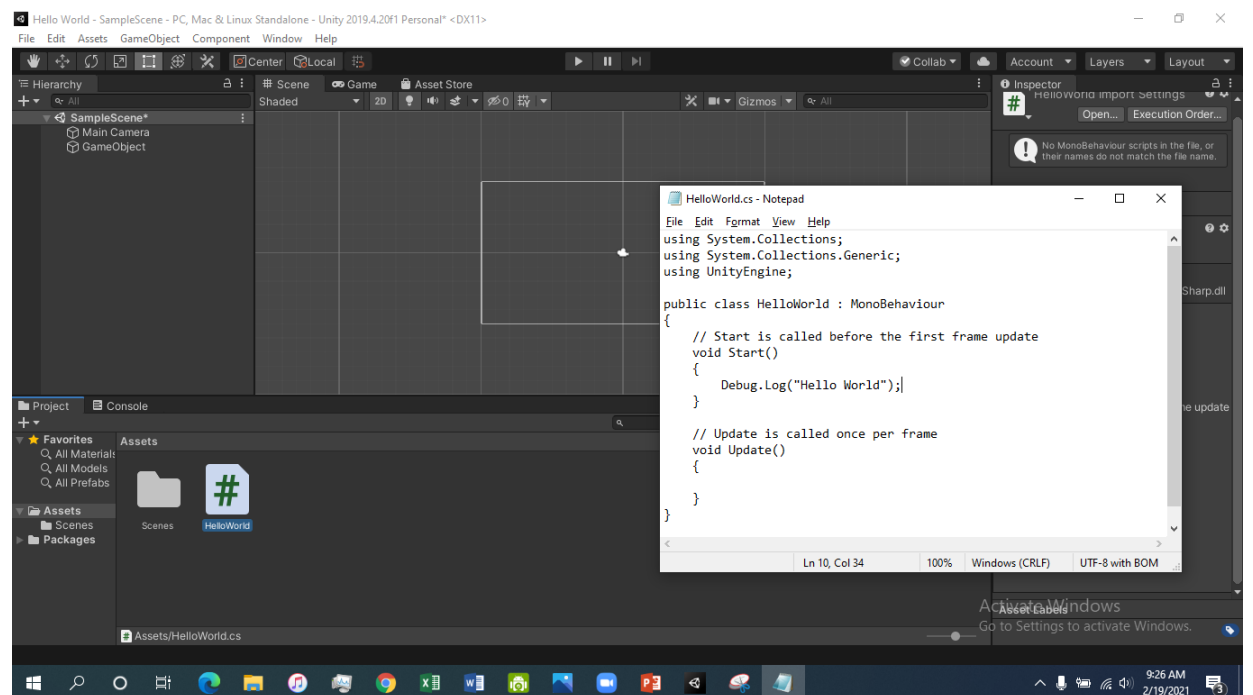 Hello World - SampleScene - PC, Mac & Linux Standalone - Unity 2019.4.20f1 Personal* <DX11>
File Edit Assets GameObject Component Window Help
Center Local
Collab Account Layers Layout
Hierarchy
All
SampleScene*
Main Camera
GameObject
Scene Game Asset Store
Shaded 2D 0 Gizmos All
Inspector
HelloWorld Import Settings
Open... Execution Order...
No MonoBehaviour scripts in the file, or
their names do not match the file name.
Sharp.dll
ne update
HelloWorld.cs - Notepad
File Edit Format View Help
using System.Collections;
using System.Collections.Generic;
using UnityEngine;
public class HelloWorld : MonoBehaviour
{
// Start is called before the first frame update
void Start()
{
Debug.Log("Hello World");
}
// Update is called once per frame
void Update()
{
}
}
Ln 10, Col 34 100% Windows (CRLF) UTF-8 with BOM
Project Console
Favorites
All Materials
All Models
All Prefabs
Assets
Scenes
Packages
Assets
Scenes
HelloWorld
Assets/HelloWorld.cs
Asset Labels
Activate Windows
Go to Settings to activate Windows.
9:26 AM
2/19/2021
3